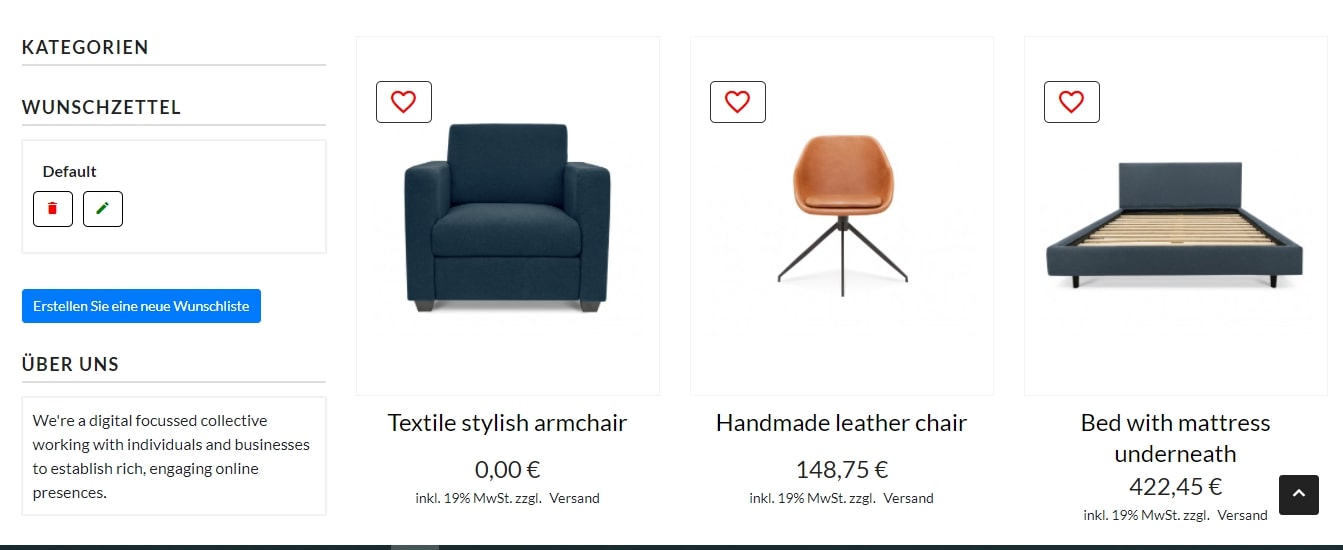 KATEGORIEN
WUNSCHZETTEL
Default
Erstellen Sie eine neue Wunschliste
ÜBER UNS
We're a digital focussed collective
working with individuals and businesses
to establish rich, engaging online
presences.
Textile stylish armchair
0,00 €
inkl. 19% MwSt. zzgl. Versand
Handmade leather chair
148,75 €
inkl. 19% MwSt. zzgl. Versand
Bed with mattress
underneath
422,45 €
inkl. 19% MwSt. zzgl. Versand